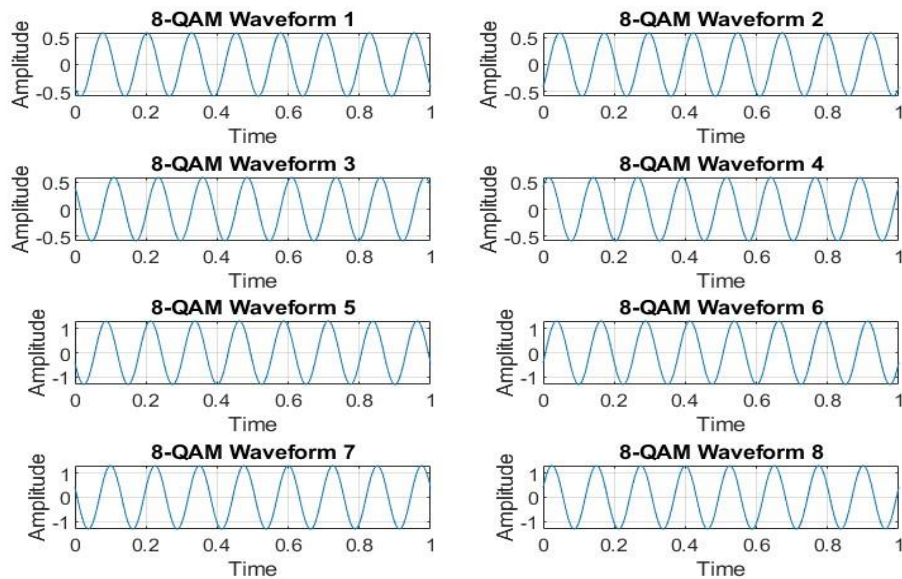 8-QAM Waveform 1
Amplitude
0.5
0
-0.5
0 0.2 0.4 0.6 0.8 1
Time
8-QAM Waveform 2
Amplitude
0.5
0
-0.5
0 0.2 0.4 0.6 0.8 1
Time
8-QAM Waveform 3
Amplitude
0.5
0
-0.5
0 0.2 0.4 0.6 0.8 1
Time
8-QAM Waveform 4
Amplitude
0.5
0
-0.5
0 0.2 0.4 0.6 0.8 1
Time
8-QAM Waveform 5
Amplitude
1
0
-1
0 0.2 0.4 0.6 0.8 1
Time
8-QAM Waveform 6
Amplitude
1
0
-1
0 0.2 0.4 0.6 0.8 1
Time
8-QAM Waveform 7
Amplitude
1
0
-1
0 0.2 0.4 0.6 0.8 1
Time
8-QAM Waveform 8
Amplitude
1
0
-1
0 0.2 0.4 0.6 0.8 1
Time